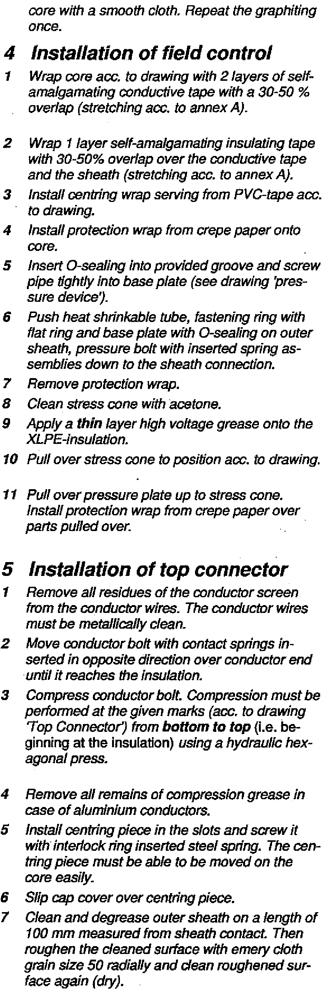 core with a smooth cloth. Repeat the graphiting
once.
4 Installation of field control
1 Wrap core acc. to drawing with 2 layers of self-
amalgamating conductive tape with a 30-50 %
overlap (stretching acc. to annex A).
2 Wrap 1 layer self-amalgamating insulating tape
with 30-50% overlap over the conductive tape
and the sheath (stretching acc. to annex A).
3 Install centring wrap serving from PVC-tape acc.
to drawing.
4 Install protection wrap from crepe paper onto
core.
5 Insert O-sealing into provided groove and screw
pipe tightly into base plate (see drawing 'pres-
sure device').
6 Push heat shrinkable tube, fastening ring with
flat ring and base plate with O-sealing on outer
sheath, pressure bolt with inserted spring as-
semblies down to the sheath connection.
7 Remove protection wrap.
8 Clean stress cone with acetone.
9 Apply a thin layer high voltage grease onto the
XLPE-insulation.
10 Pull over stress cone to position acc. to drawing.
11 Pull over pressure plate up to stress cone.
Install protection wrap from crepe paper over
parts pulled over.
5 Installation of top connector
1 Remove all residues of the conductor screen
from the conductor wires. The conductor wires
must be metallically clean.
2 Move conductor bolt with contact springs in-
serted in opposite direction over conductor end
until it reaches the insulation.
3 Compress conductor bolt. Compression must be
performed at the given marks (acc. to drawing
'Top Connector') from bottom to top (i.e. be-
ginning at the insulation) using a hydraulic hex-
agonal press.
4 Remove all remains of compression grease in
case of aluminium conductors.
5 Install centring piece in the slots and screw it
with interlock ring inserted steel spring. The cen-
tring piece must be able to be moved on the
core easily.
6 Slip cap cover over centring piece.
7 Clean and degrease outer sheath on a length of
100 mm measured from sheath contact. Then
roughen the cleaned surface with emery cloth
grain size 50 radially and clean roughened sur-
face again (dry).